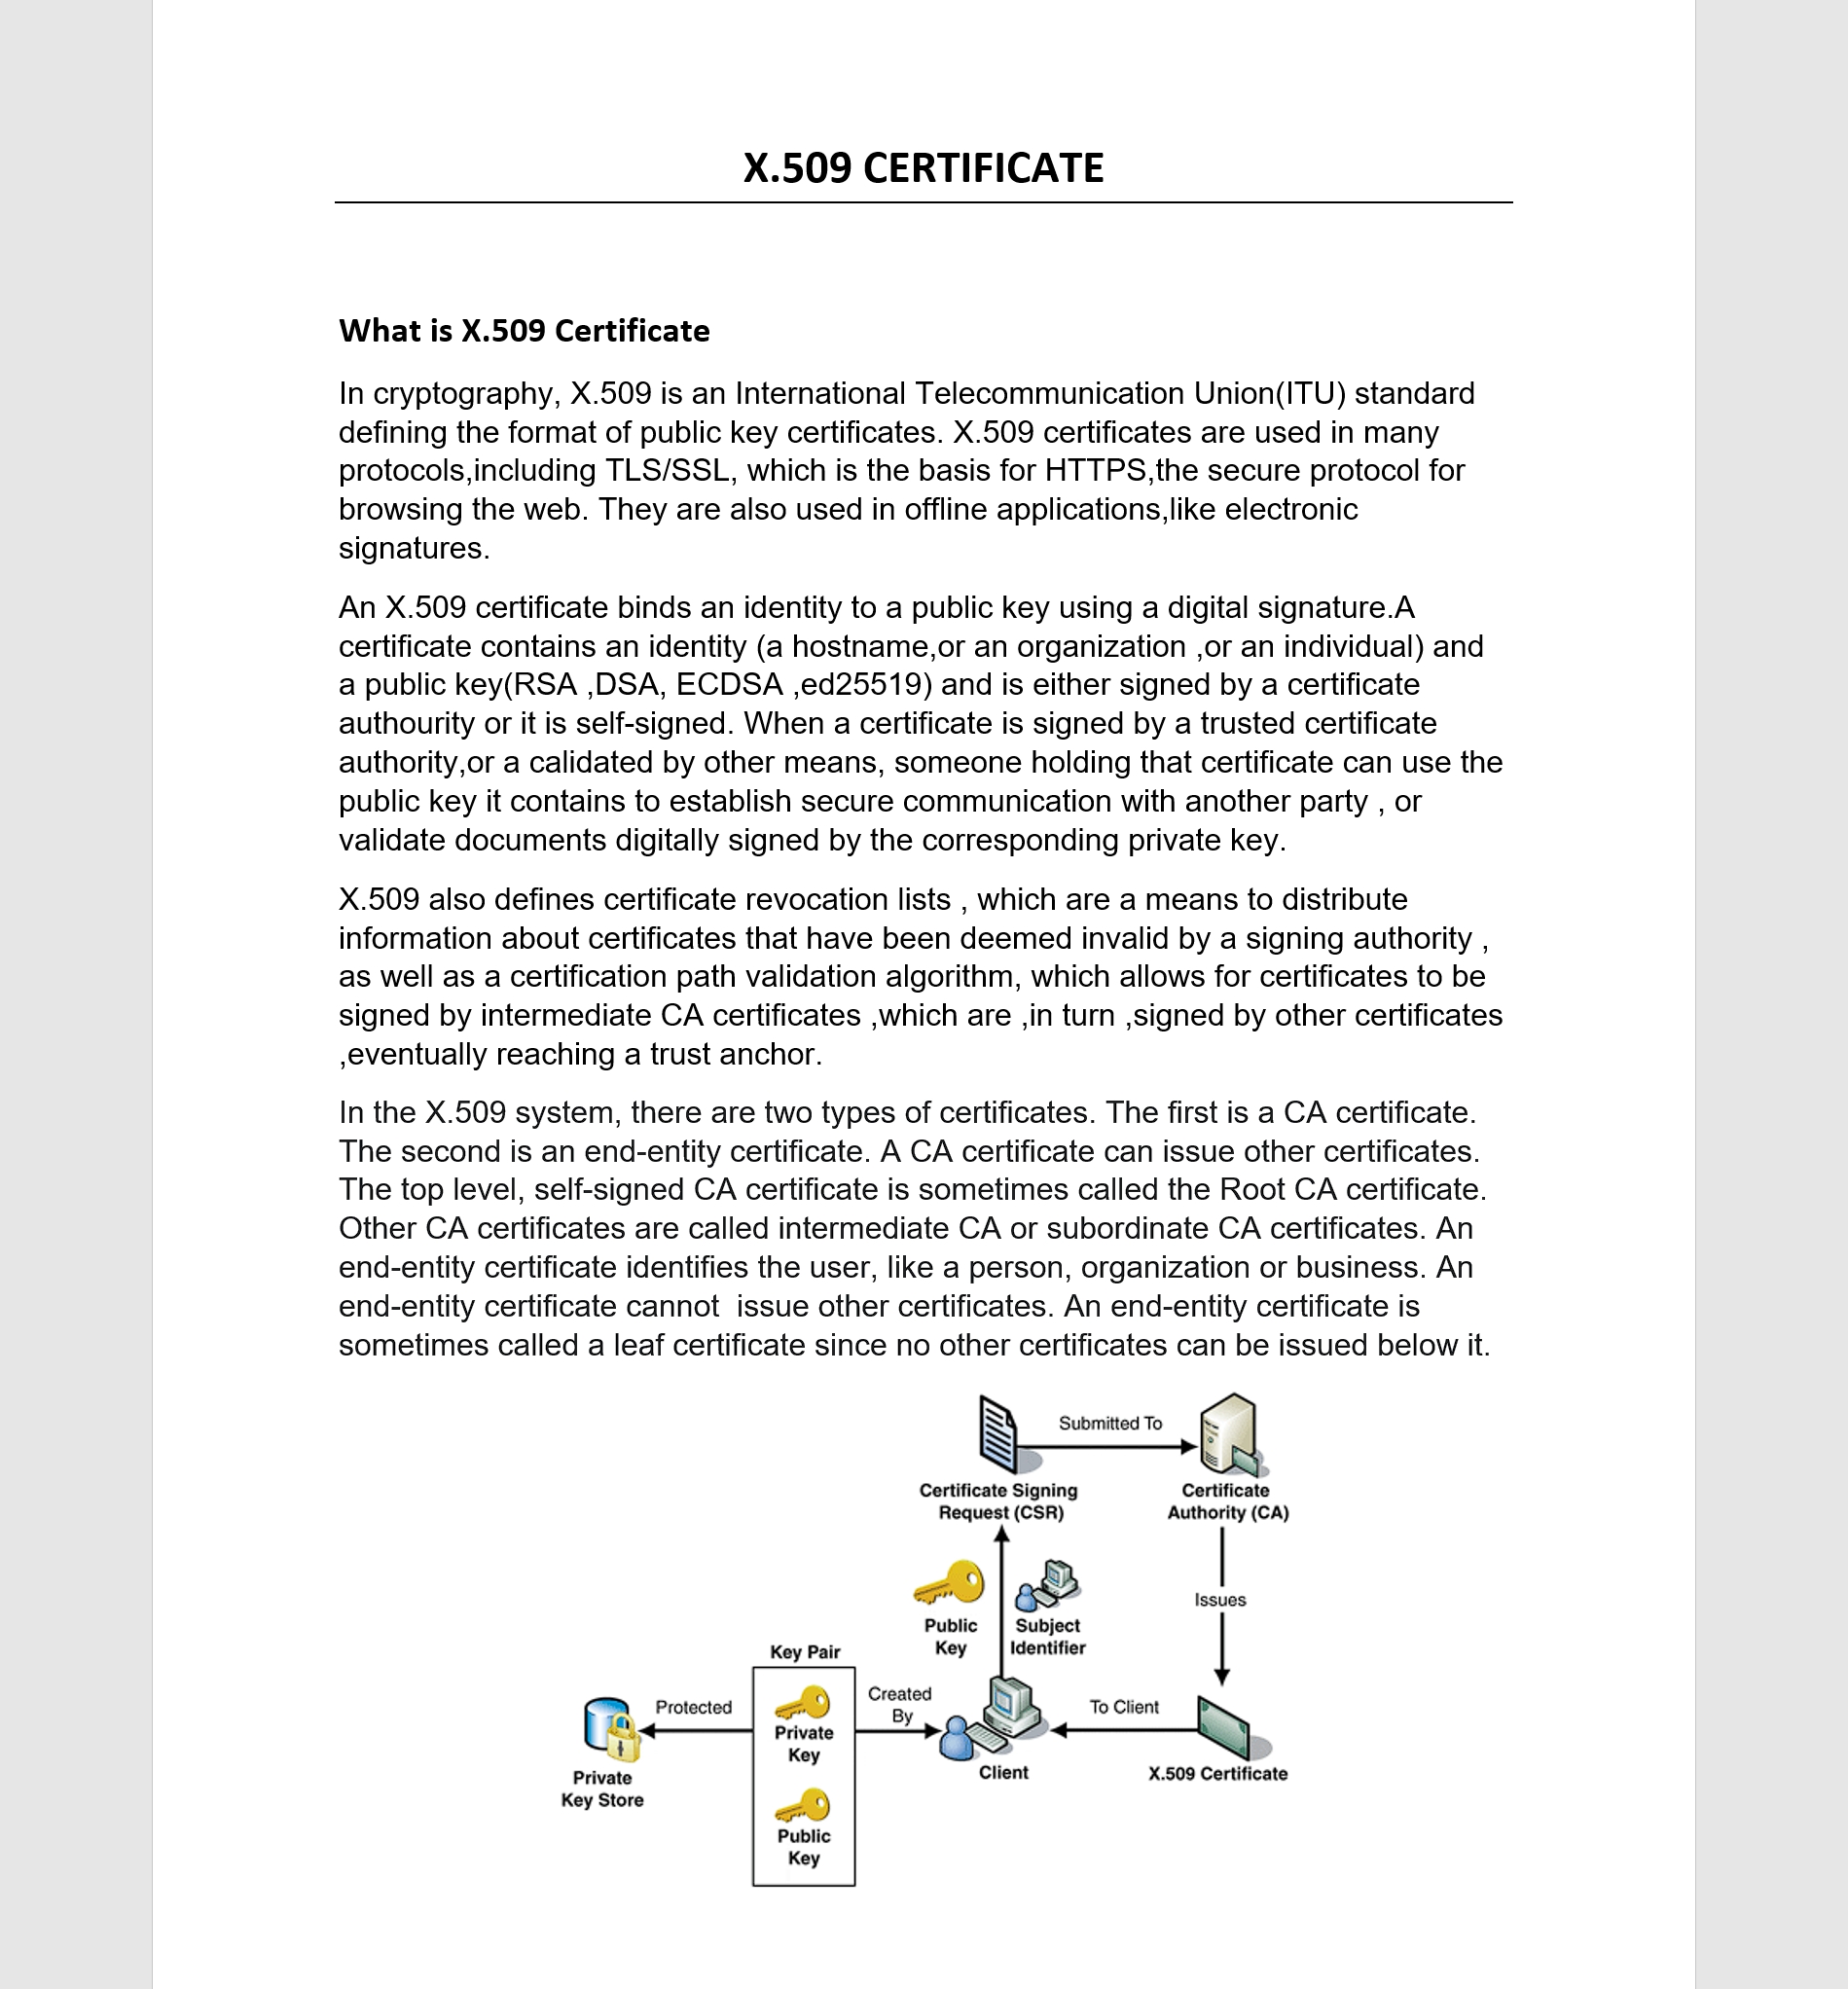 X.509 CERTIFICATE
What is X.509 Certificate
In cryptography, X.509 is an International Telecommunication Union(ITU) standard
defining the format of public key certificates. X.509 certificates are used in many
protocols,including TLS/SSL, which is the basis for HTTPS,the secure protocol for
browsing the web. They are also used in offline applications,like electronic
signatures.
An X.509 certificate binds an identity to a public key using a digital signature.A
certificate contains an identity (a hostname,or an organization ,or an individual) and
a public key(RSA ,DSA, ECDSA ,ed25519) and is either signed by a certificate
authourity or it is self-signed. When a certificate is signed by a trusted certificate
authority,or a calidated by other means, someone holding that certificate can use the
public key it contains to establish secure communication with another party , or
validate documents digitally signed by the corresponding private key.
X.509 also defines certificate revocation lists , which are a means to distribute
information about certificates that have been deemed invalid by a signing authority ,
as well as a certification path validation algorithm, which allows for certificates to be
signed by intermediate CA certificates ,which are ,in turn ,signed by other certificates
,eventually reaching a trust anchor.
In the X.509 system, there are two types of certificates. The first is a CA certificate.
The second is an end-entity certificate. A CA certificate can issue other certificates.
The top level, self-signed CA certificate is sometimes called the Root CA certificate.
Other CA certificates are called intermediate CA or subordinate CA certificates. An
end-entity certificate identifies the user, like a person, organization or business. An
end-entity certificate cannot  issue other certificates. An end-entity certificate is
sometimes called a leaf certificate since no other certificates can be issued below it.
Submitted To
Certificate Signing
Request (CSR)
Certificate
Authority (CA)
Issues
Public
Key
Subject
Identifier
Key Pair
Protected
Private
Key
Created
By
To Client
Client
X.509 Certificate
Private
Key Store
Public
Key